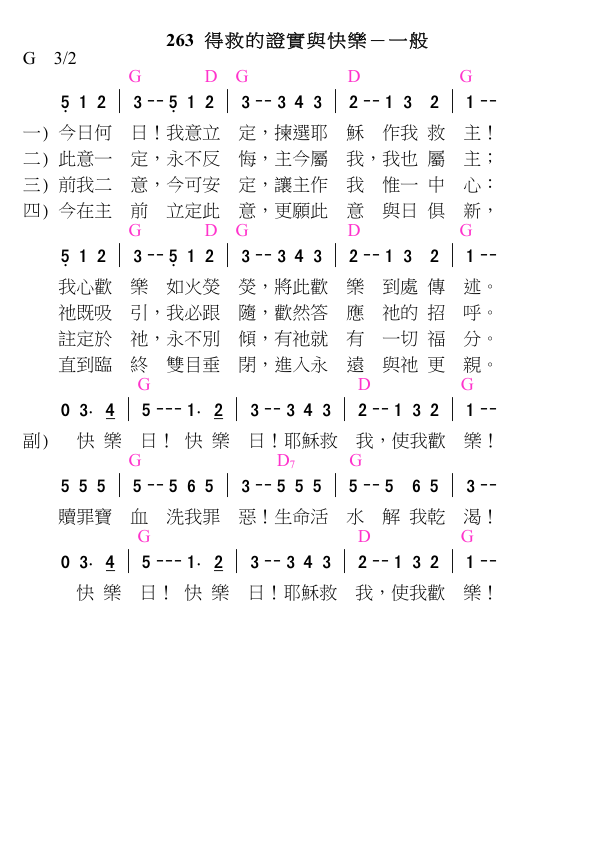 263 得救的證實與快樂－一般
G 3/2
G D G D G
5̣ 1 2 | 3 - - 5̣ 1 2 | 3 - - 3 4 3 | 2 - - 1 3 2 | 1 - -
一) 今日何 日！我意立 定，揀選耶 穌 作我 救 主！
二) 此意一 定，永不反 悔，主今屬 我，我也 屬 主；
三) 前我二 意，今可安 定，讓主作 我 惟一 中 心：
四) 今在主 前 立定此 意，更願此 意 與日 俱 新，
G D G D G
5̣ 1 2 | 3 - - 5̣ 1 2 | 3 - - 3 4 3 | 2 - - 1 3 2 | 1 - -
我心歡 樂 如火熒 熒，將此歡 樂 到處 傳 述。
祂既吸 引，我必跟 隨，歡然答 應 祂的 招 呼。
註定於 祂，永不別 傾，有祂就 有 一切 福 分。
直到臨 終 雙目垂 閉，進入永 遠 與祂 更 親。
G D G
0 3· 4̲ | 5 - - - 1· 2̲ | 3 - - 3 4 3 | 2 - - 1 3 2 | 1 - -
副) 快 樂 日！ 快 樂 日！耶穌救 我，使我歡 樂！
G D7 G
5 5 5 | 5 - - 5 6 5 | 3 - - 5 5 5 | 5 - - 5 6 5 | 3 - -
贖罪寶 血 洗我罪 惡！生命活 水 解 我乾 渴！
G D G
0 3· 4̲ | 5 - - - 1· 2̲ | 3 - - 3 4 3 | 2 - - 1 3 2 | 1 - -
快 樂 日！ 快 樂 日！耶穌救 我，使我歡 樂！